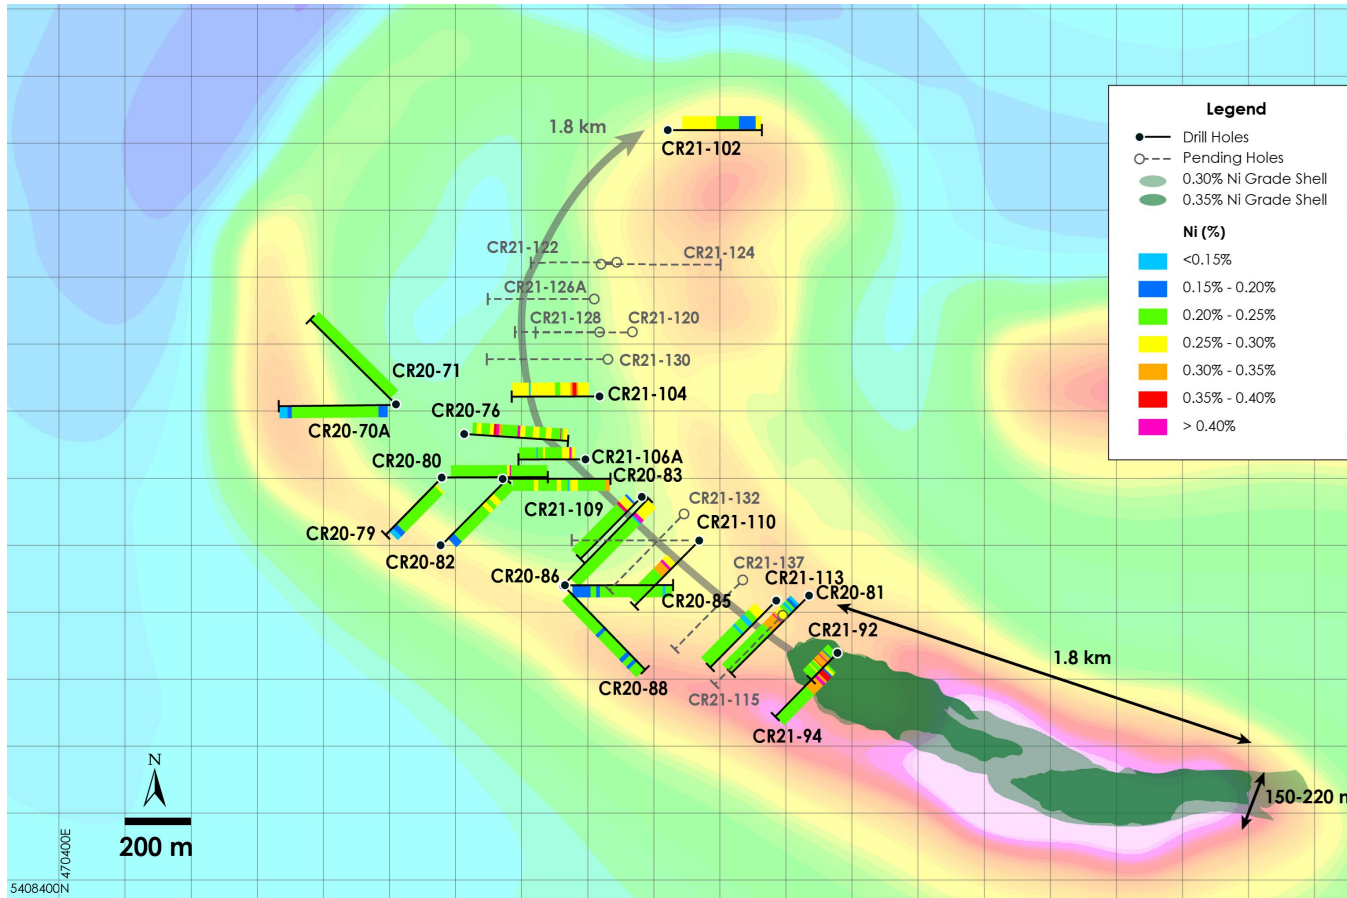 1.8 km
CR21-102
Legend
Drill Holes
Pending Holes
0.30% Ni Grade Shell
0.35% Ni Grade Shell
Ni (%)
<0.15%
0.15% - 0.20%
0.20% - 0.25%
0.25% - 0.30%
0.30% - 0.35%
0.35% - 0.40%
> 0.40%
CR21-122
CR21-124
CR21-126A
CR21-128
CR21-120
CR21-130
CR20-71
CR21-104
CR20-76
CR20-70A
CR21-106A
CR20-80
CR20-83
CR21-132
CR21-109
CR21-110
CR20-79
CR20-82
CR21-137
CR20-86
CR21-113
CR20-81
CR20-85
CR21-92
1.8 km
CR20-88
CR21-115
CR21-94
N
150-220 m
200 m
470400E
5408400N